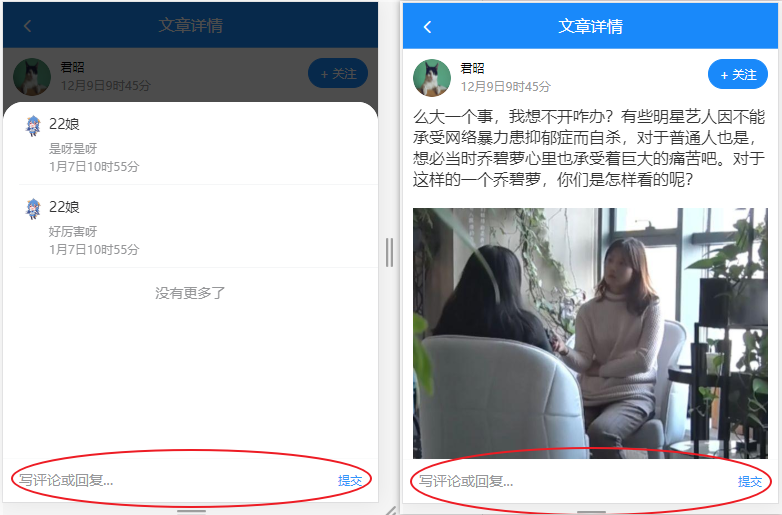 文章详情
君昭
12月9日9时45分
+ 关注
22娘
是呀是呀
1月7日10时55分
22娘
好厉害呀
1月7日10时55分
没有更多了
写评论或回复...
提交
文章详情
君昭
12月9日9时45分
+ 关注
么大一个事，我想不开咋办？有些明星艺人因不能
承受网络暴力患抑郁症而自杀，对于普通人也是，
想必当时乔碧萝心里也承受着巨大的痛苦吧。对于
这样的一个乔碧萝，你们是怎样看的呢？
写评论或回复...
提交